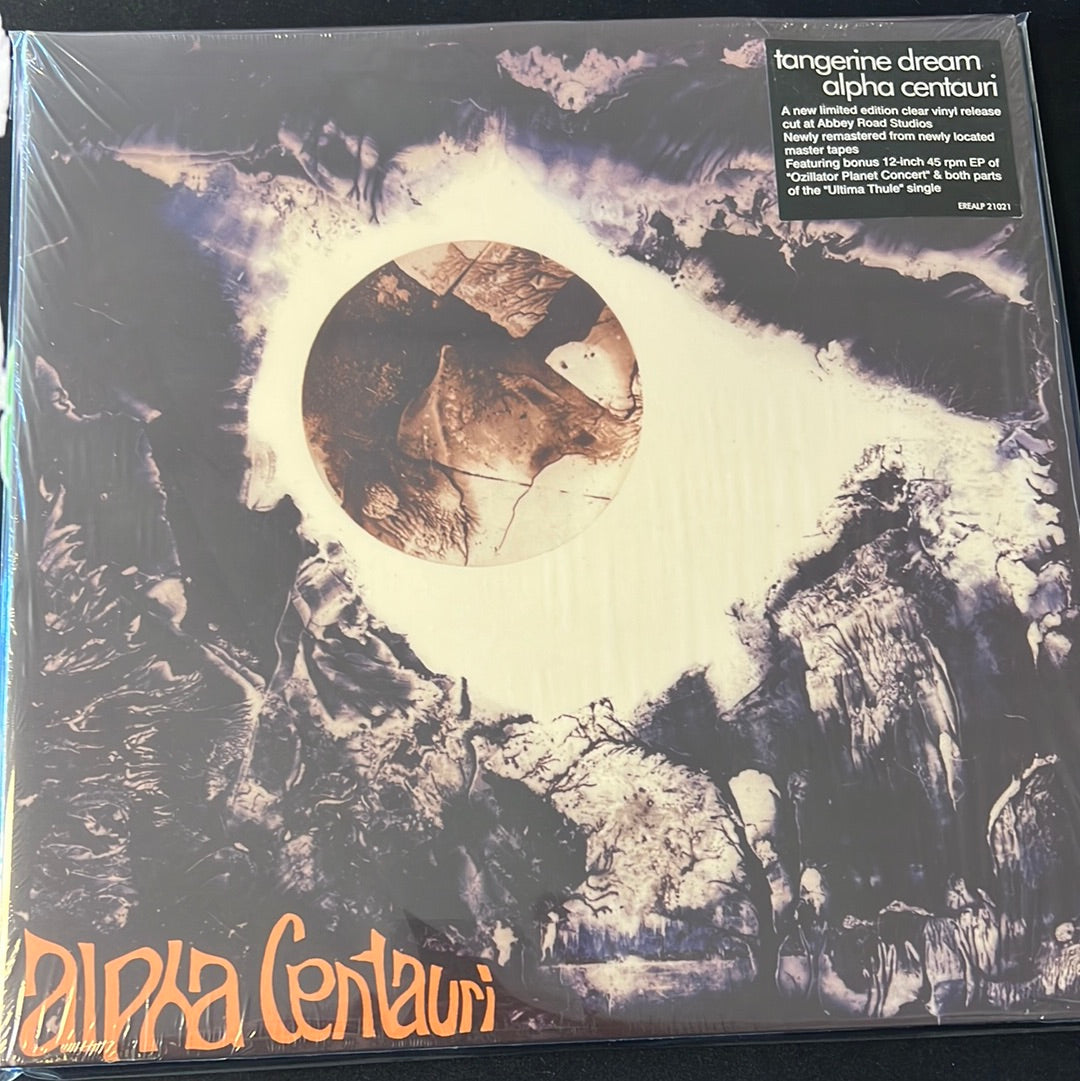 tangerine dream
alpha centauri
A new limited edition clear vinyl release
cut at Abbey Road Studios
Newly remastered from newly located
master tapes
Featuring bonus 12-inch 45 rpm EP of
"Ozillator Planet Concert" & both parts
of the "Ultima Thule" single
EREALP 21021
alpha Centauri